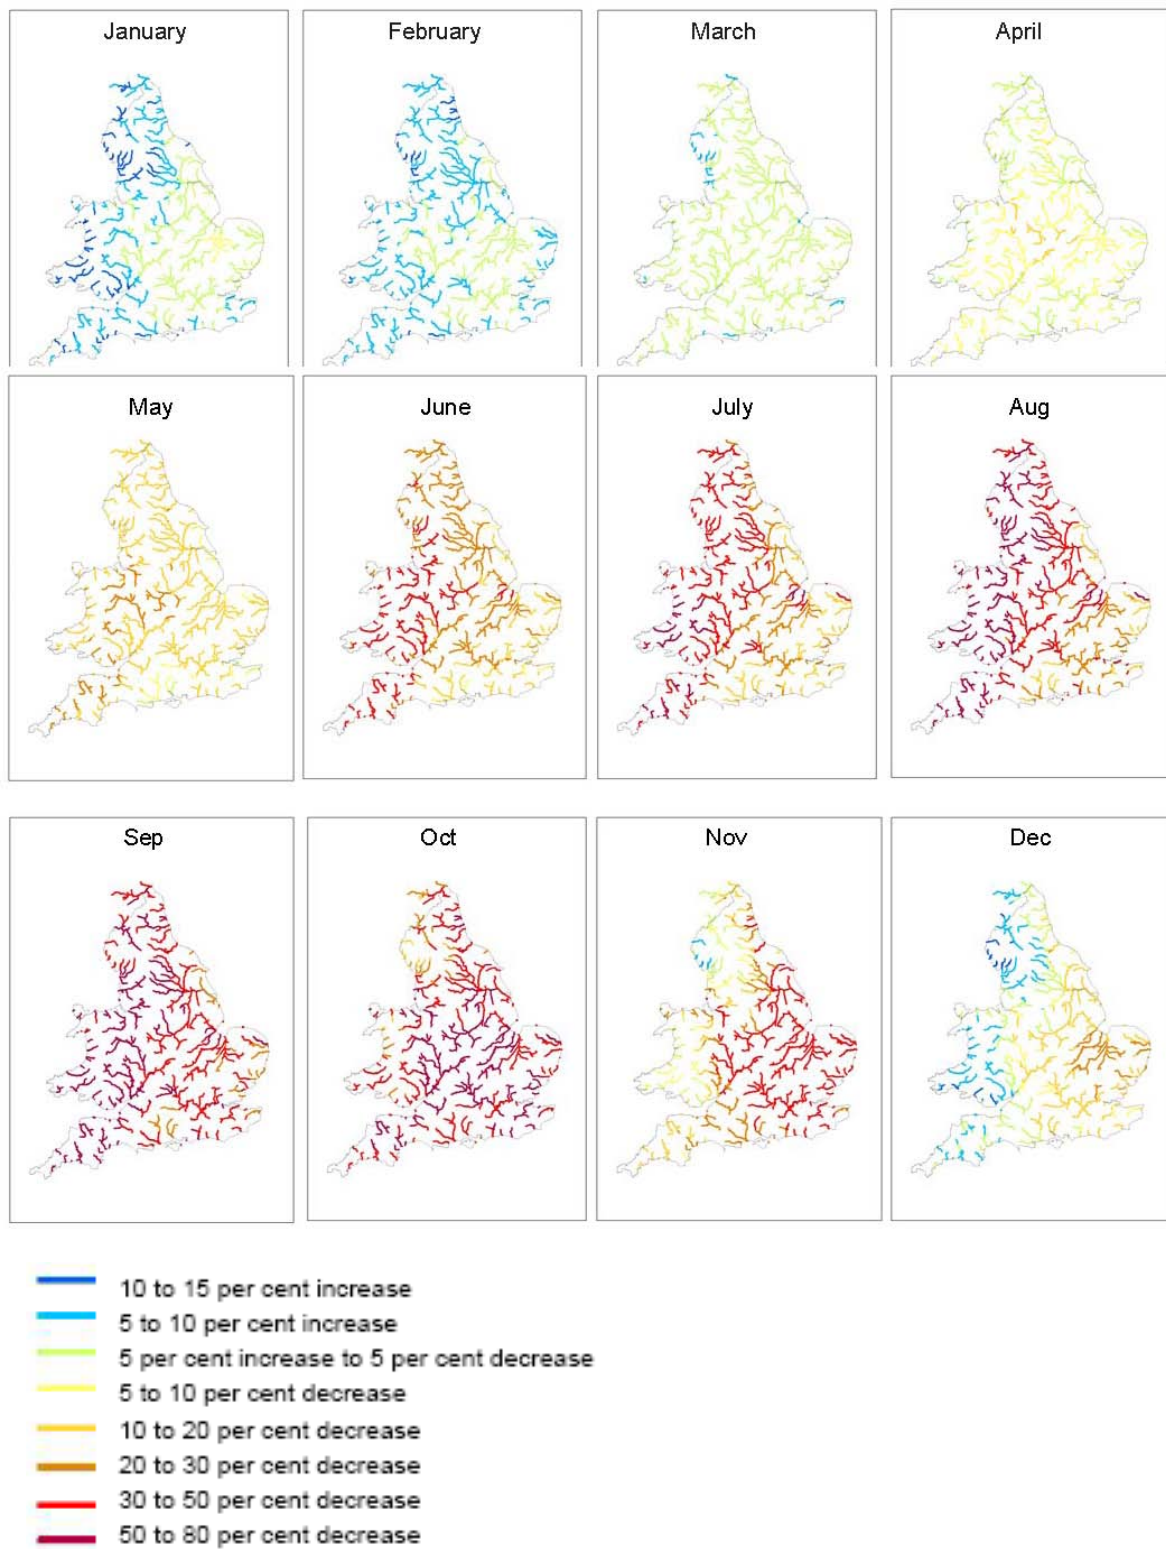 January
February
March
April
May
June
July
Aug
Sep
Oct
Nov
Dec
10 to 15 per cent increase
5 to 10 per cent increase
5 per cent increase to 5 per cent decrease
5 to 10 per cent decrease
10 to 20 per cent decrease
20 to 30 per cent decrease
30 to 50 per cent decrease
50 to 80 per cent decrease